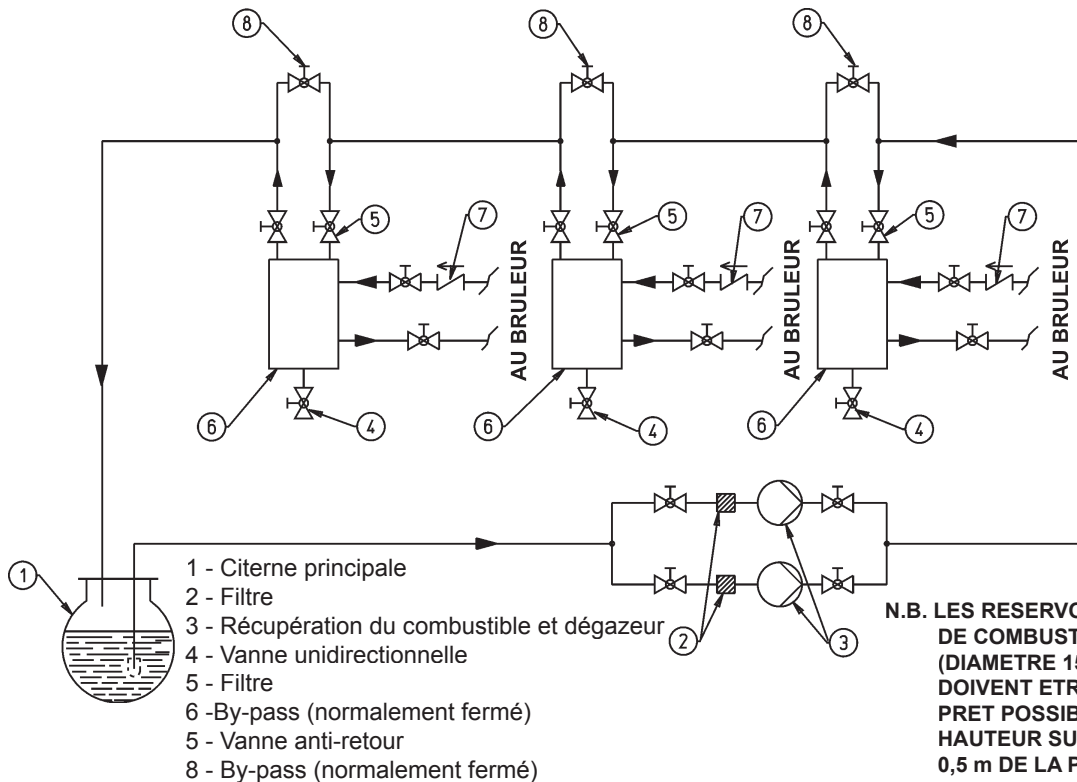 8
8
8
5
7
5
7
5
7
AU BRULEUR
AU BRULEUR
AU BRULEUR
6
4
6
4
6
4
1
1 - Citerne principale
2 - Filtre
3 - Récupération du combustible et dégazeur
4 - Vanne unidirectionnelle
5 - Filtre
6 -By-pass (normalement fermé)
5 - Vanne anti-retour
8 - By-pass (normalement fermé)
2
3
N.B. LES RESERVO
DE COMBUST
(DIAMETRE 15
DOIVENT ETR
PRET POSSIB
HAUTEUR SU
0,5 m DE LA P